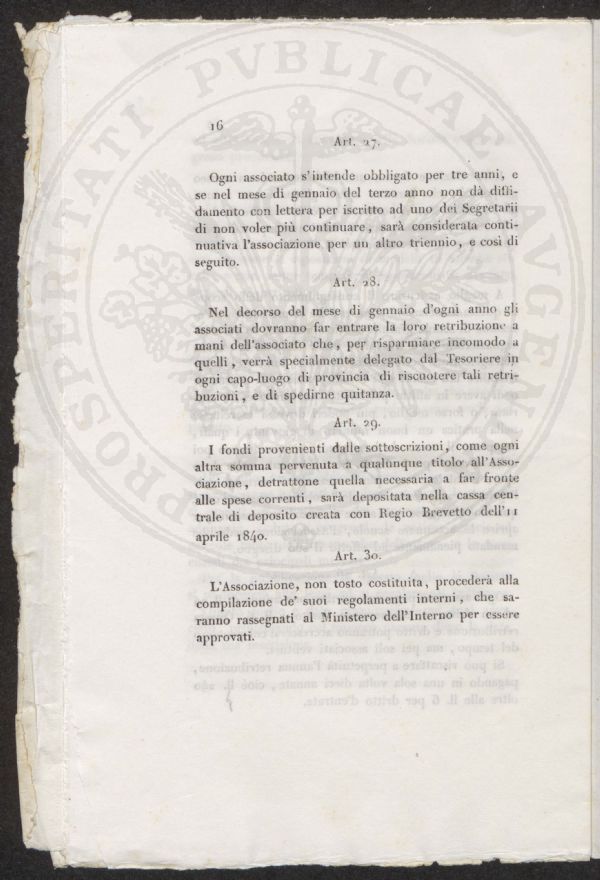 PROSPERITATI PVBLICAE AVGEN
16
Art. 27.
Ogni associato s'intende obbligato per tre anni, e
se nel mese di gennaio del terzo anno non dà diffi-
damento con lettera per iscritto ad uno dei Segretarii
di non voler più continuare, sarà considerata conti-
nuativa l'associazione per un altro triennio, e così di
seguito.
Art. 28.
Nel decorso del mese di gennaio d'ogni anno gli
associati dovranno far entrare la loro retribuzione a
mani dell'associato che, per risparmiare incomodo a
quelli, verrà specialmente delegato dal Tesoriere in
ogni capo-luogo di provincia di riscuotere tali retri-
buzioni, e di spedirne quitanza.
Art. 29.
I fondi provenienti dalle sottoscrizioni, come ogni
altra somma pervenuta a qualunque titolo all'Asso-
ciazione, detrattone quella necessaria a far fronte
alle spese correnti, sarà depositata nella cassa cen-
trale di deposito creata con Regio Brevetto dell'11
aprile 1840.
Art. 30.
L'Associazione, non tosto costituita, procederà alla
compilazione de' suoi regolamenti interni, che sa-
ranno rassegnati al Ministero dell'Interno per essere
approvati.